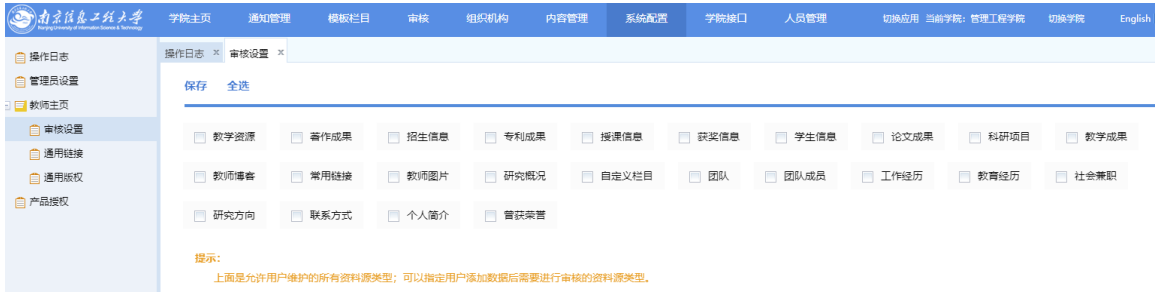 南京信息工程大学 学院主页 通知管理 模板栏目 审核 组织机构 内容管理 系统配置 学院接口 人员管理 切换应用 当前学院：管理工程学院 切换学院 English
Nanjing University of Information Science & Technology
操作日志 × 审核设置 ×
操作日志
管理员设置
教师主页
审核设置
通用链接
通用版权
产品授权
保存 全选
教学资源 著作成果 招生信息 专利成果 授课信息 获奖信息 学生信息 论文成果 科研项目 教学成果
教师博客 常用链接 教师图片 研究概况 自定义栏目 团队 团队成员 工作经历 教育经历 社会兼职
研究方向 联系方式 个人简介 曾获荣誉
提示：
上面是允许用户维护的所有资料源类型；可以指定用户添加数据后需要进行审核的资料源类型。